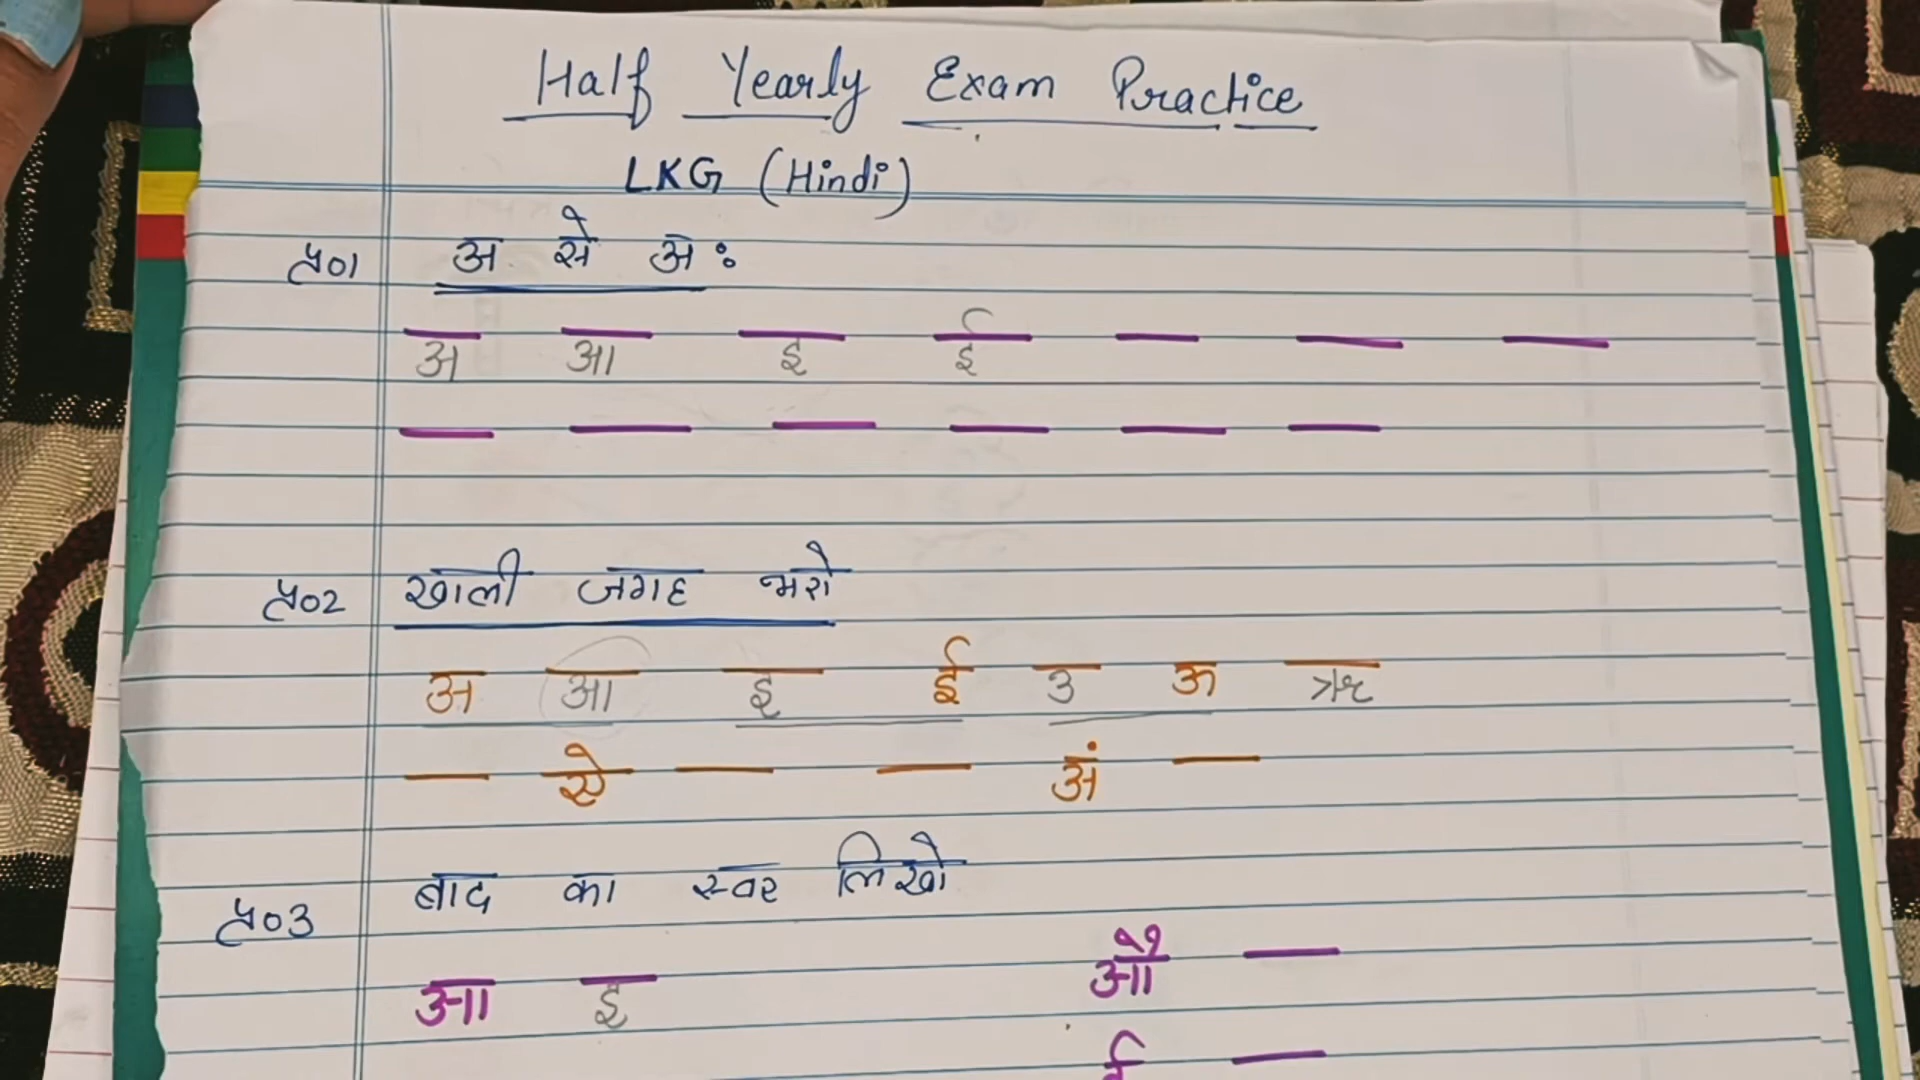 Half Yearly Exam Practice
LKG (Hindi)
प्र01 अ से अः
अ आ इ ई
प्र02 खाली जगह भरो
अ आ इ ई उ ऊ ऋ
अं
प्र03 बाद का स्वर लिखो
आ इ औ